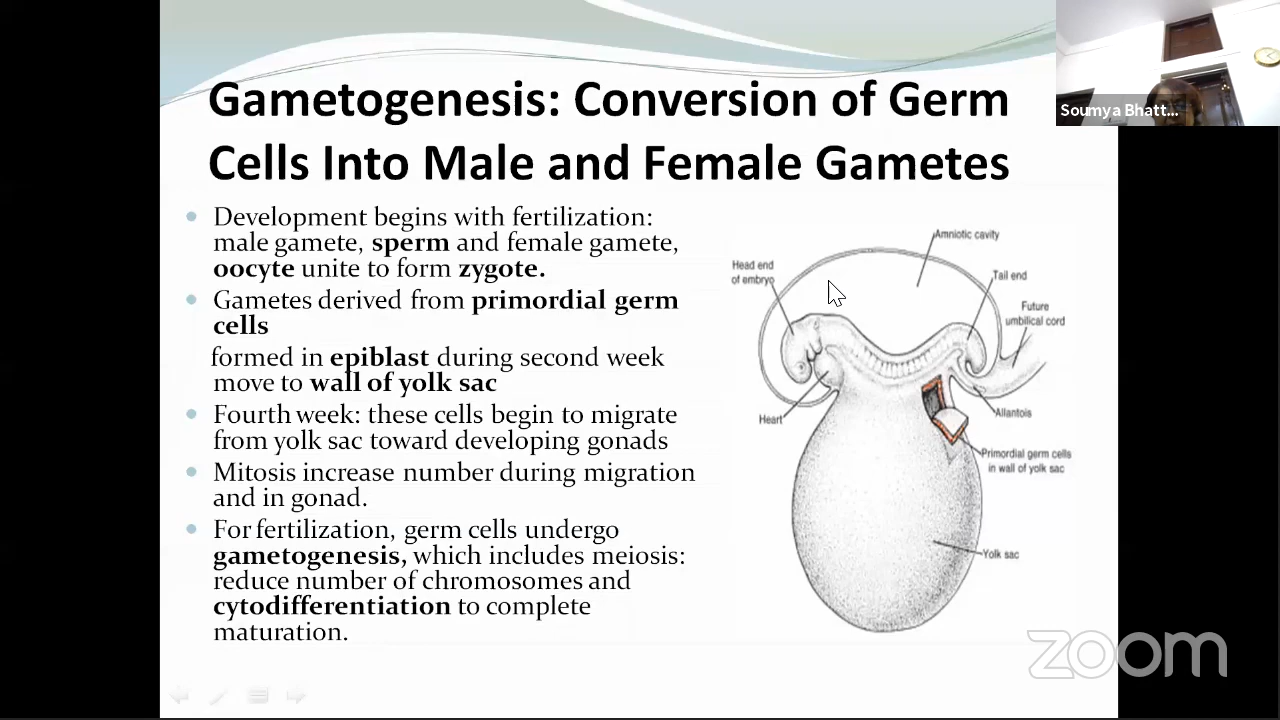 Gametogenesis: Conversion of Germ
Cells Into Male and Female Gametes
Soumya Bhatt...
Development begins with fertilization:
male gamete, sperm and female gamete,
oocyte unite to form zygote.
Gametes derived from primordial germ
cells
formed in epiblast during second week
move to wall of yolk sac
Fourth week: these cells begin to migrate
from yolk sac toward developing gonads
Mitosis increase number during migration
and in gonad.
For fertilization, germ cells undergo
gametogenesis, which includes meiosis:
reduce number of chromosomes and
cytodifferentiation to complete
maturation.
Amniotic cavity
Head end
of embryo
Tail end
Future
umbilical cord
Heart
Allantois
Primordial germ cells
in wall of yolk sac
Yolk sac
zoom